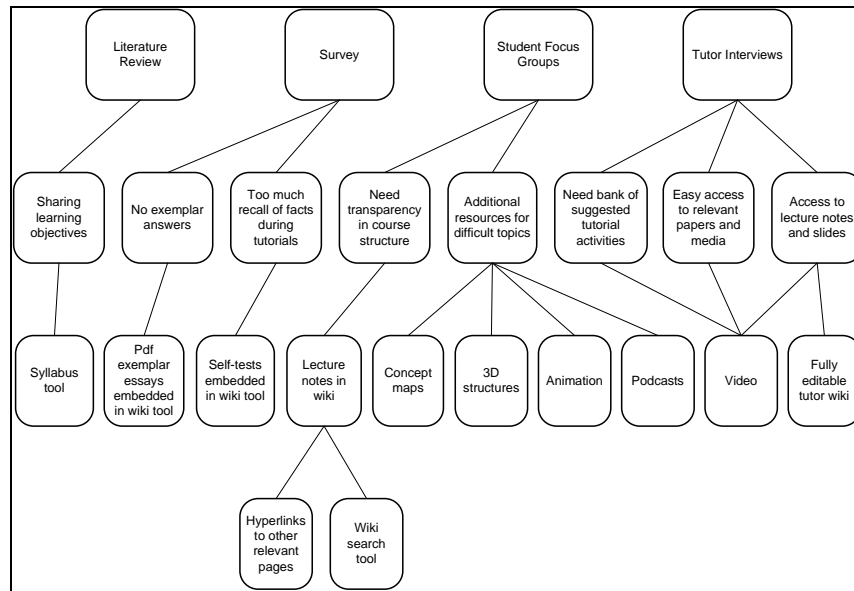 Literature
Review
Survey
Student Focus
Groups
Tutor Interviews
Sharing
learning
objectives
No exemplar
answers
Too much
recall of facts
during
tutorials
Need
transparency
in course
structure
Additional
resources for
difficult topics
Need bank of
suggested
tutorial
activities
Easy access
to relevant
papers and
media
Access to
lecture notes
and slides
Syllabus
tool
Pdf
exemplar
essays
embedded
in wiki tool
Self-tests
embedded
in wiki tool
Lecture
notes in
wiki
Concept
maps
3D
structures
Animation
Podcasts
Video
Fully
editable
tutor wiki
Hyperlinks
to other
relevant
pages
Wiki
search
tool